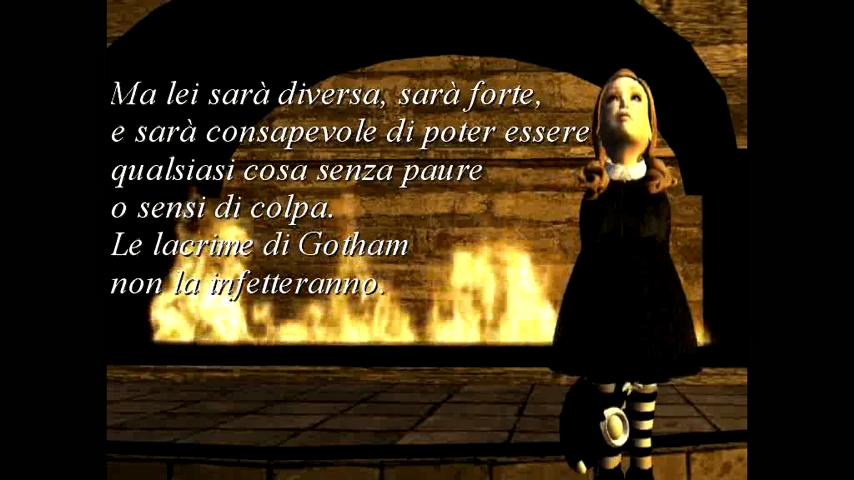 Ma lei sarà diversa, sarà forte,
e sarà consapevole di poter essere
qualsiasi cosa senza paure
o sensi di colpa.
Le lacrime di Gotham
non la infetteranno.